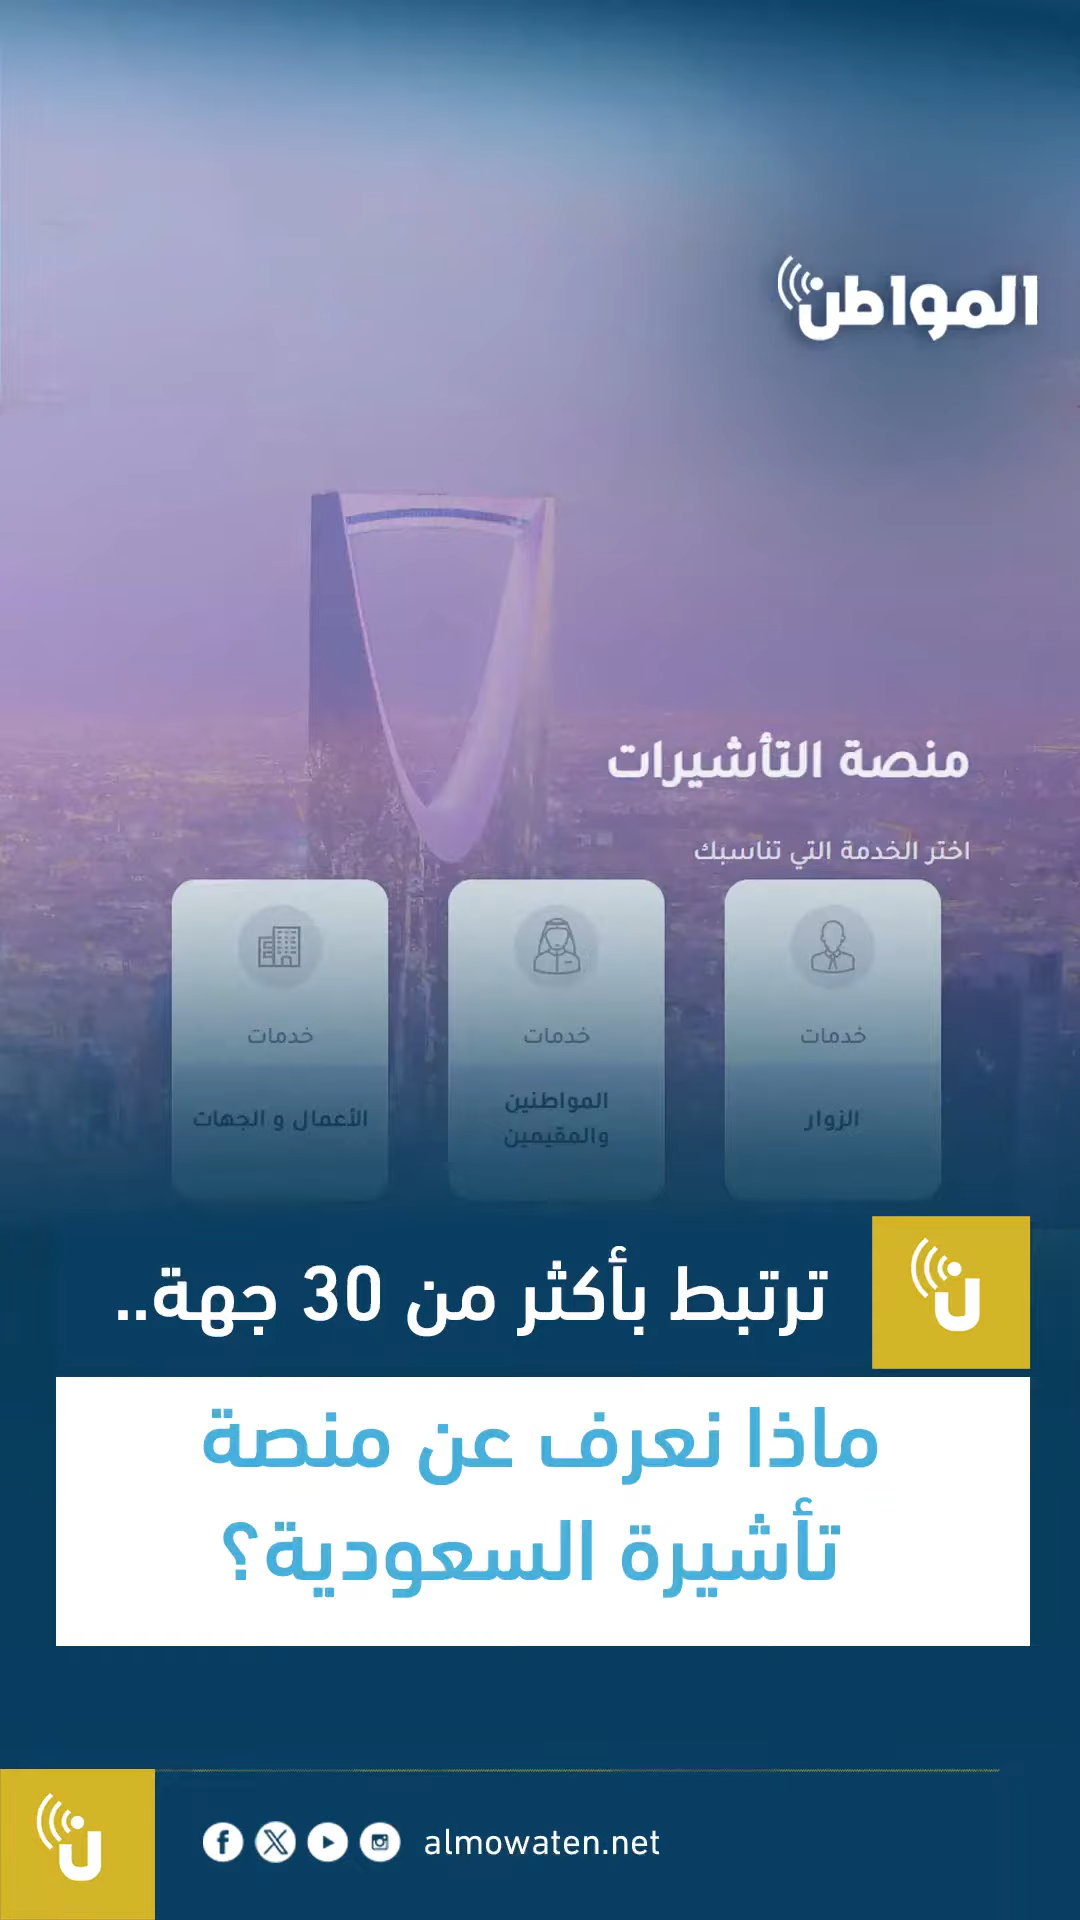 المواطن
منصة التأشيرات
اختر الخدمة التي تناسبك
خدمات
الزوار
خدمات
المواطنين
والمقيمين
خدمات
الأعمال و الجهات
ترتبط بأكثر من 30 جهة..
ماذا نعرف عن منصة
تأشيرة السعودية؟
almowaten.net